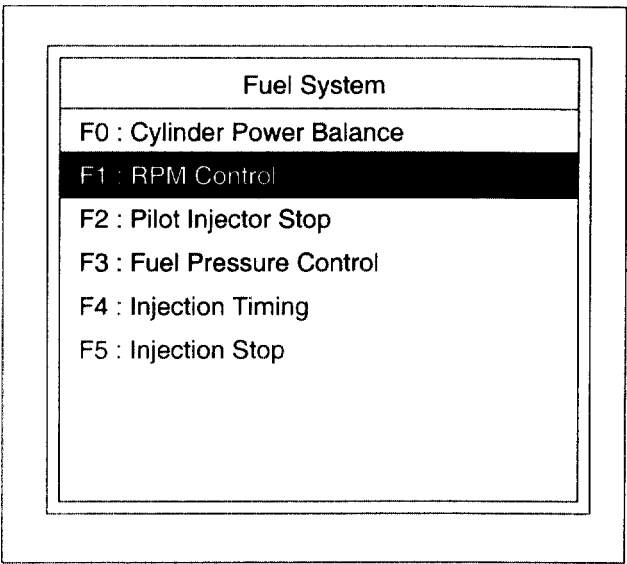 Fuel System
F0 : Cylinder Power Balance
F1 : RPM Control
F2 : Pilot Injector Stop
F3 : Fuel Pressure Control
F4 : Injection Timing
F5 : Injection Stop